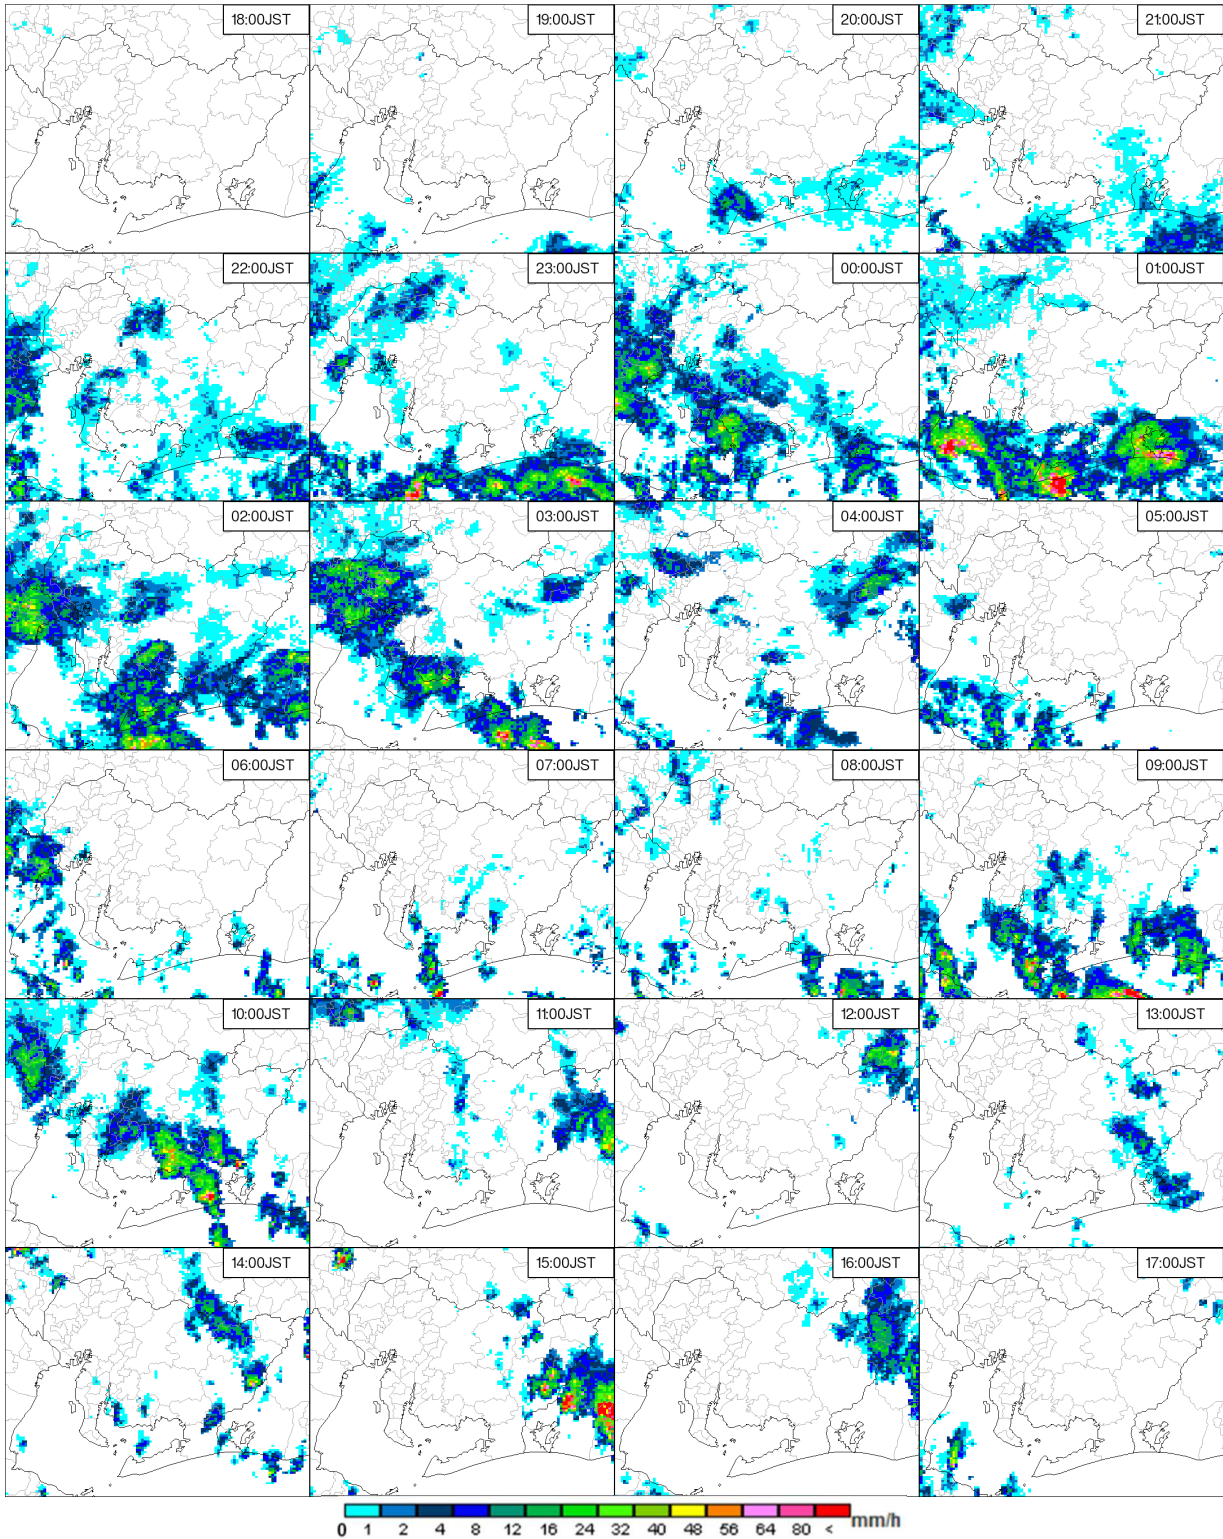 18:00JST 19:00JST 20:00JST 21:00JST
22:00JST 23:00JST 00:00JST 01:00JST
02:00JST 03:00JST 04:00JST 05:00JST
06:00JST 07:00JST 08:00JST 09:00JST
10:00JST 11:00JST 12:00JST 13:00JST
14:00JST 15:00JST 16:00JST 17:00JST
0 1 2 4 8 12 16 24 32 40 48 56 64 80 < mm/h